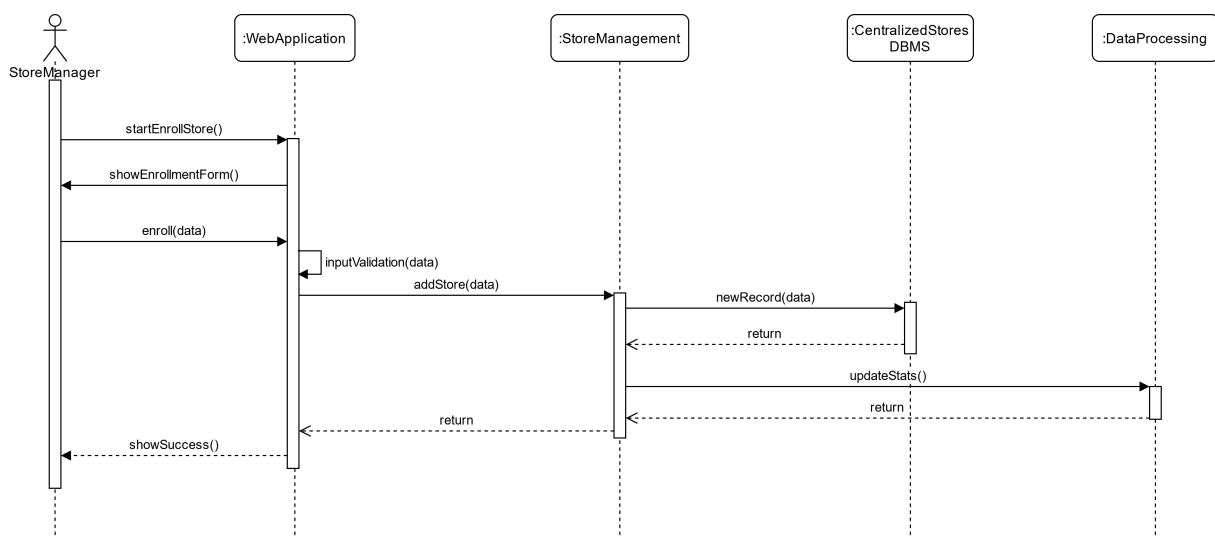 :WebApplication
:StoreManagement
:CentralizedStores
DBMS
:DataProcessing
StoreManager
startEnrollStore()
showEnrollmentForm()
enroll(data)
inputValidation(data)
addStore(data)
newRecord(data)
return
updateStats()
return
return
showSuccess()